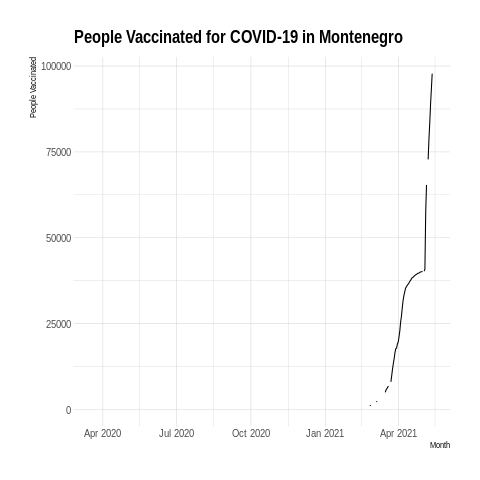 People Vaccinated for COVID-19 in Montenegro
People Vaccinated
100000
75000
50000
25000
0
Apr 2020 Jul 2020 Oct 2020 Jan 2021 Apr 2021
Month